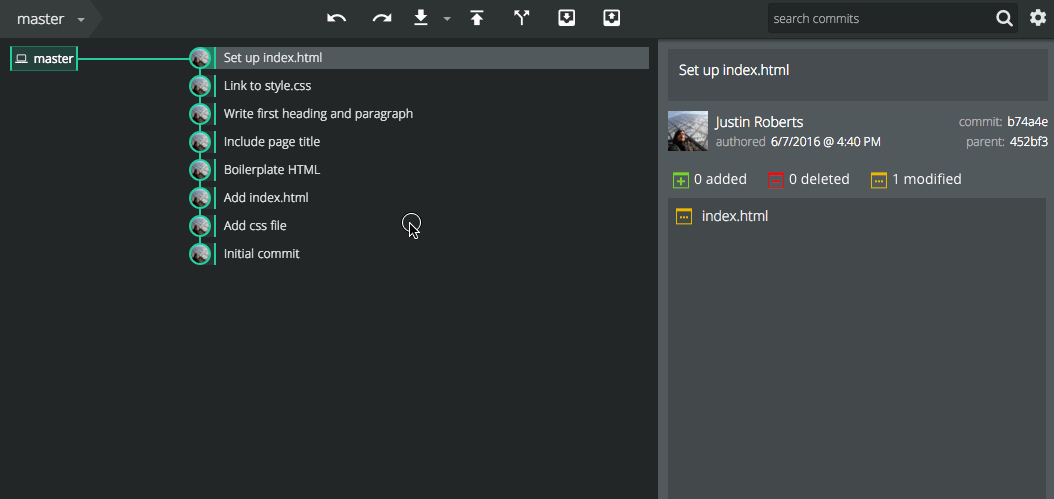 master
search commits
master
Set up index.html
Link to style.css
Write first heading and paragraph
Include page title
Boilerplate HTML
Add index.html
Add css file
Initial commit
Set up index.html
Justin Roberts
commit: b74a4e
authored 6/7/2016 @ 4:40 PM
parent: 452bf3
0 added 0 deleted 1 modified
index.html